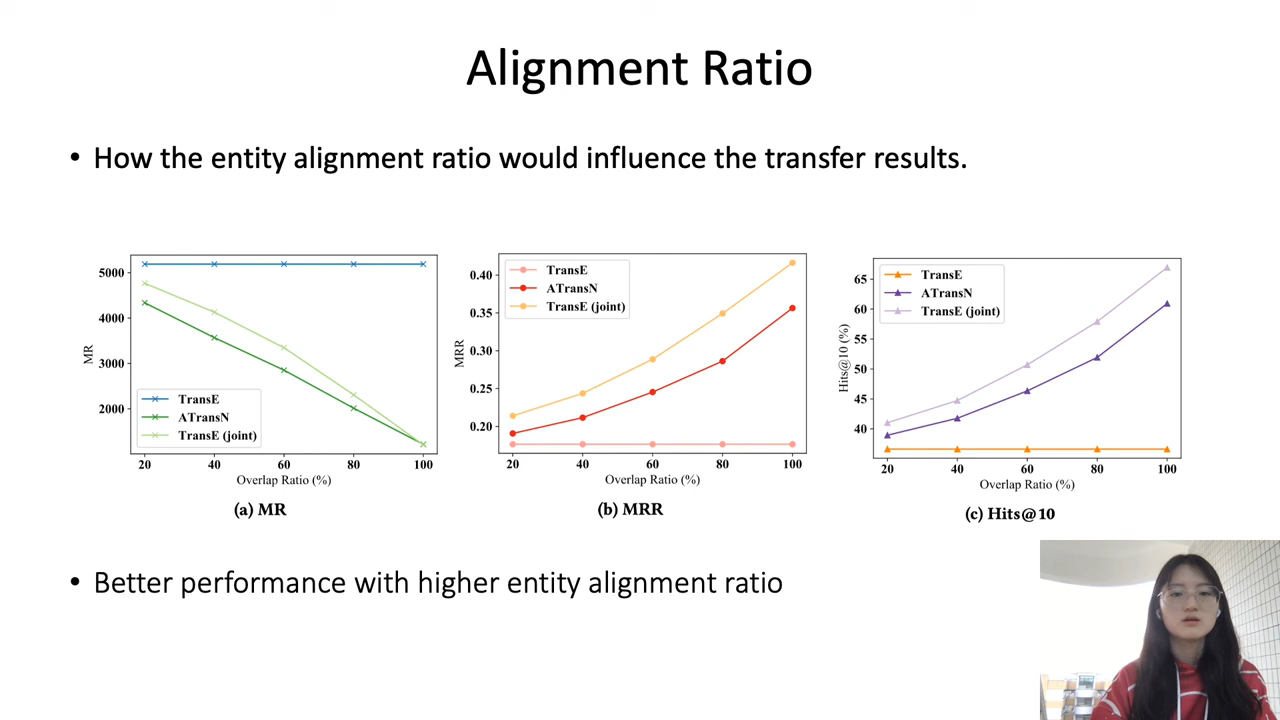 Alignment Ratio
• How the entity alignment ratio would influence the transfer results.
5000
4000
3000
2000
MR
TransE
ATransN
TransE (joint)
20 40 60 80 100
Overlap Ratio (%)
(a) MR
0.40
0.35
0.30
0.25
0.20
MRR
TransE
ATransN
TransE (joint)
20 40 60 80 100
Overlap Ratio (%)
(b) MRR
65
60
55
50
45
40
Hits@10 (%)
TransE
ATransN
TransE (joint)
20 40 60 80 100
Overlap Ratio (%)
(c) Hits@10
• Better performance with higher entity alignment ratio